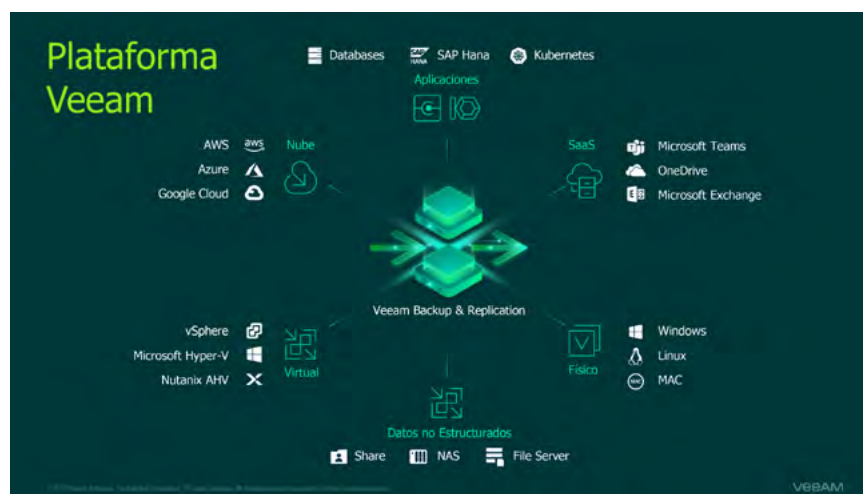 Plataforma
Veeam
Databases
SAP Hana
Kubernetes
Aplicaciones
AWS
aws
Nube
Azure
Google Cloud
SaaS
Microsoft Teams
OneDrive
Microsoft Exchange
Veeam Backup & Replication
vSphere
Microsoft Hyper-V
Nutanix AHV
Virtual
Físico
Windows
Linux
MAC
Datos no Estructurados
Share
NAS
File Server
VEEAM